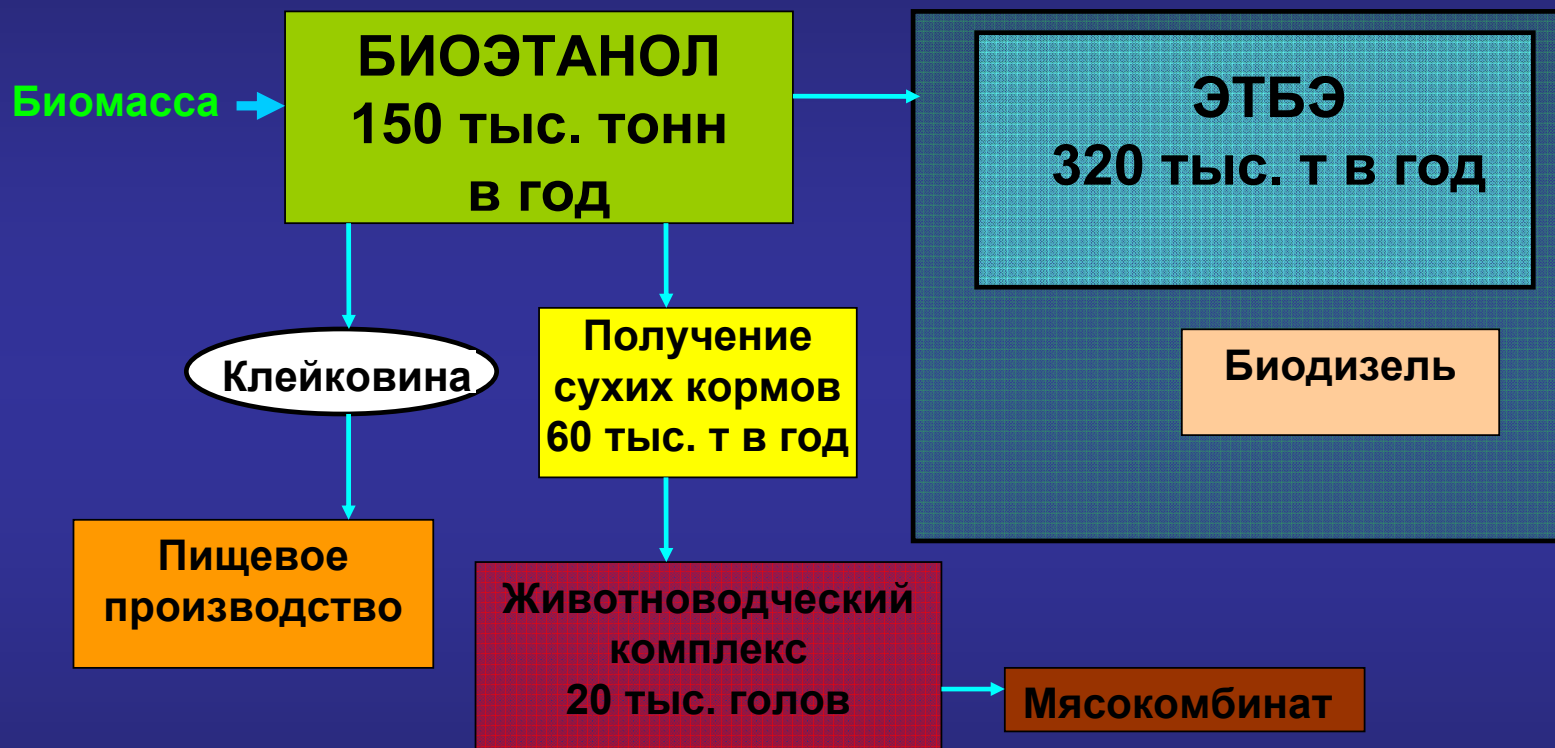 Биомасса
БИОЭТАНОЛ
150 тыс. тонн
в год
ЭТБЭ
320 тыс. т в год
Биодизель
Клейковина
Получение
сухих кормов
60 тыс. т в год
Пищевое
производство
Животноводческий
комплекс
20 тыс. голов
Мясокомбинат